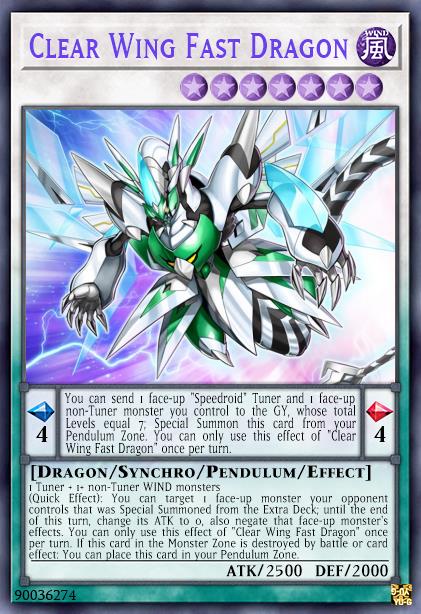 CLEAR WING FAST DRAGON
WIND
風
You can send 1 face-up "Speedroid" Tuner and 1 face-up
non-Tuner monster you control to the GY, whose total
Levels equal 7; Special Summon this card from your
Pendulum Zone. You can only use this effect of "Clear
Wing Fast Dragon" once per turn.
4
4
[DRAGON/SYNCHRO/PENDULUM/EFFECT]
1 Tuner + 1+ non-Tuner WIND monsters
(Quick Effect): You can target 1 face-up monster your opponent
controls that was Special Summoned from the Extra Deck; until the end
of this turn, change its ATK to 0, also negate that face-up monster's
effects. You can only use this effect of "Clear Wing Fast Dragon" once
per turn. If this card in the Monster Zone is destroyed by battle or card
effect: You can place this card in your Pendulum Zone.
ATK/2500 DEF/2000
90036274